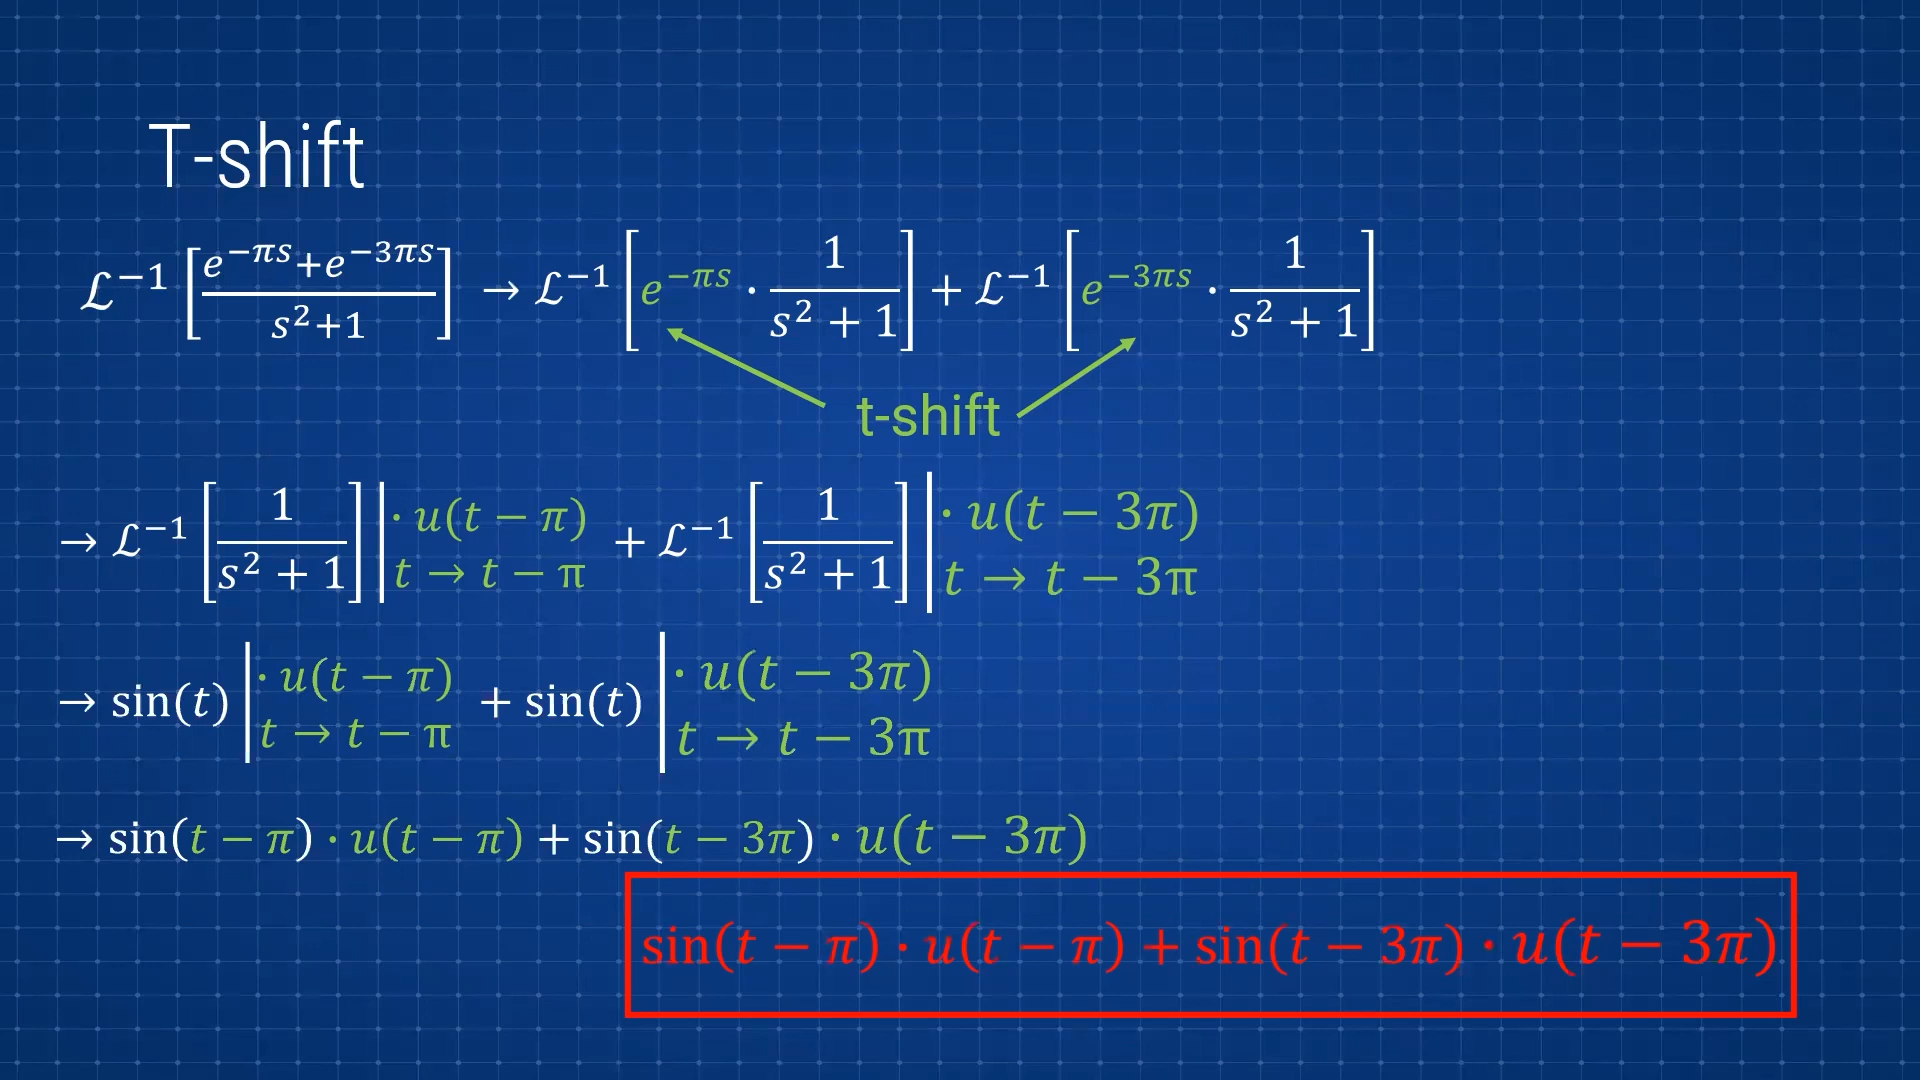 T-shift
ℒ⁻¹ [(e^(−πs)+e^(−3πs))/(s²+1)] → ℒ⁻¹ [e^(−πs) · 1/(s² + 1)] + ℒ⁻¹ [e^(−3πs) · 1/(s² + 1)]
t-shift
→ ℒ⁻¹ [1/(s² + 1)] | · u(t − π) t → t − π + ℒ⁻¹ [1/(s² + 1)] | · u(t − 3π) t → t − 3π
→ sin(t) | · u(t − π) t → t − π + sin(t) | · u(t − 3π) t → t − 3π
→ sin(t − π) · u(t − π) + sin(t − 3π) · u(t − 3π)
sin(t − π) · u(t − π) + sin(t − 3π) · u(t − 3π)